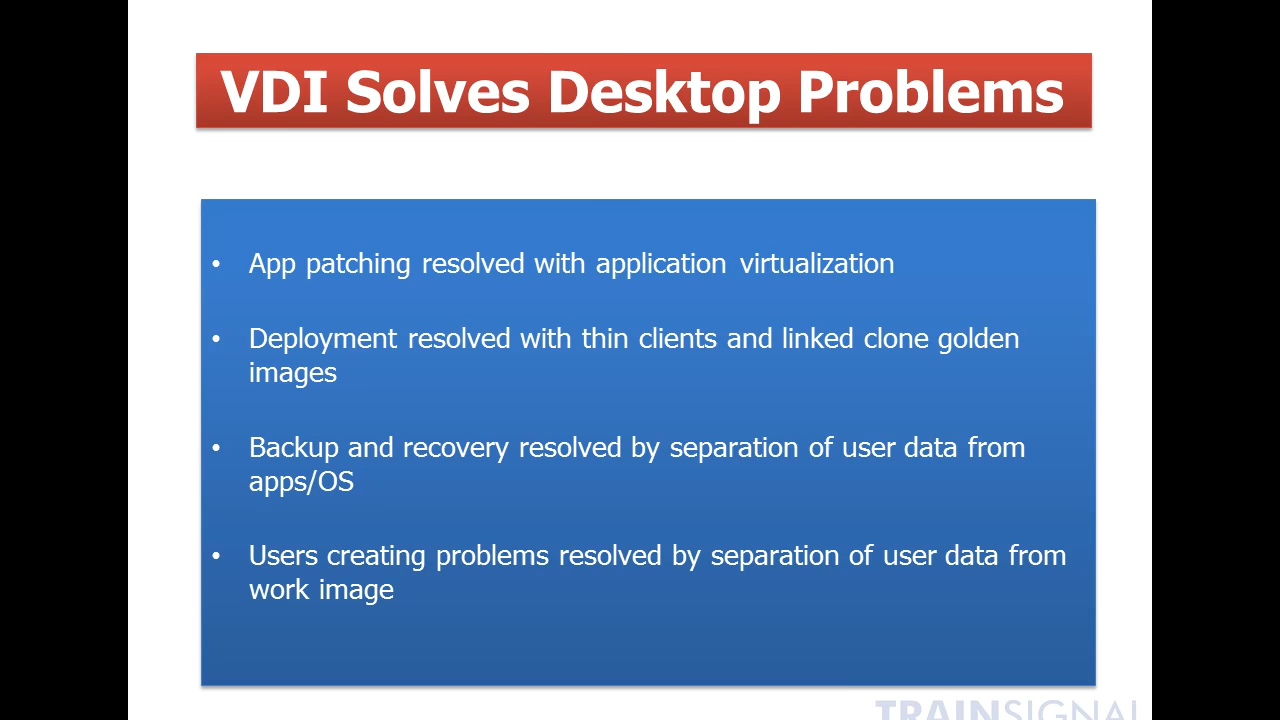 VDI Solves Desktop Problems
• App patching resolved with application virtualization
• Deployment resolved with thin clients and linked clone golden
images
• Backup and recovery resolved by separation of user data from
apps/OS
• Users creating problems resolved by separation of user data from
work image
TRAINSIGNAL